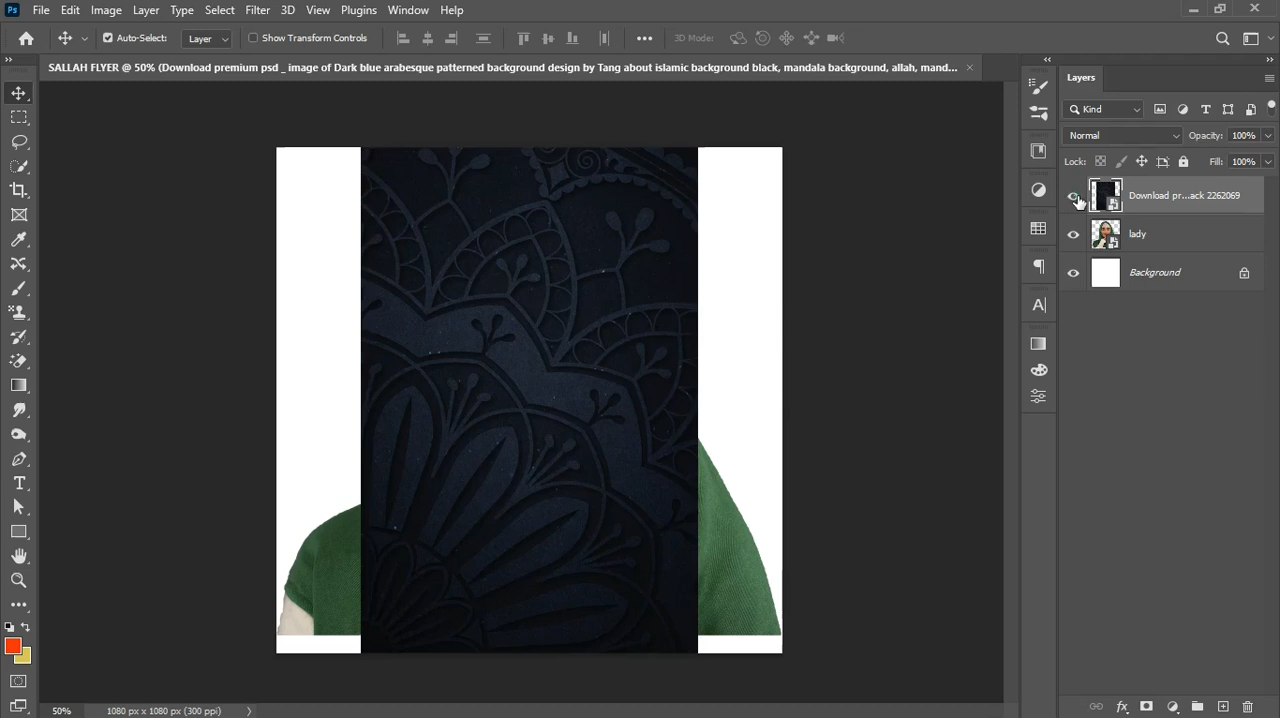 Ps File Edit Image Layer Type Select Filter 3D View Plugins Window Help
Auto-Select: Layer Show Transform Controls 3D Mode:
SALLAH FLYER @ 50% (Download premium psd _ image of Dark blue arabesque patterned background design by Tang about islamic background black, mandala background, allah, mand...
Layers
Kind
Normal Opacity: 100%
Lock: Fill: 100%
Download pr...ack 2262069
lady
Background
50% 1080 px x 1080 px (300 ppi)